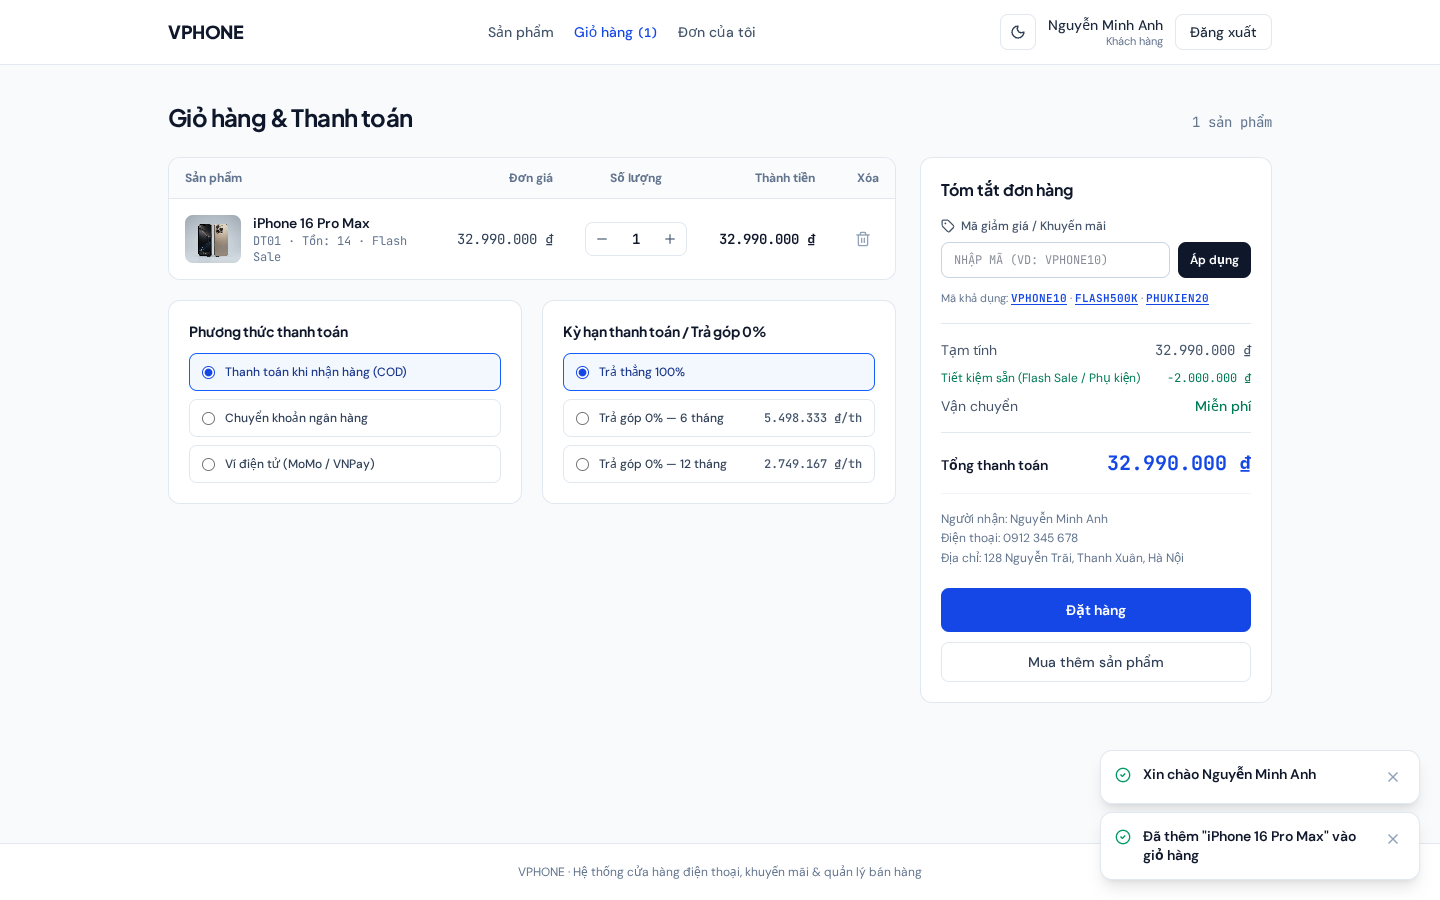 VPHONE
Sản phẩm
Giỏ hàng (1)
Đơn của tôi
Nguyễn Minh Anh
Khách hàng
Đăng xuất
Giỏ hàng & Thanh toán
1 sản phẩm
Sản phẩm
Đơn giá
Số lượng
Thành tiền
Xóa
iPhone 16 Pro Max
DT01 · Tồn: 14 · Flash
Sale
32.990.000 ₫
1
32.990.000 ₫
Phương thức thanh toán
Thanh toán khi nhận hàng (COD)
Chuyển khoản ngân hàng
Ví điện tử (MoMo / VNPay)
Kỳ hạn thanh toán / Trả góp 0%
Trả thẳng 100%
Trả góp 0% — 6 tháng
5.498.333 ₫/th
Trả góp 0% — 12 tháng
2.749.167 ₫/th
Tóm tắt đơn hàng
Mã giảm giá / Khuyến mãi
NHẬP MÃ (VD: VPHONE10)
Áp dụng
Mã khả dụng: VPHONE10 · FLASH500K · PHUKIEN20
Tạm tính
32.990.000 ₫
Tiết kiệm sẵn (Flash Sale / Phụ kiện)
-2.000.000 ₫
Vận chuyển
Miễn phí
Tổng thanh toán
32.990.000 ₫
Người nhận: Nguyễn Minh Anh
Điện thoại: 0912 345 678
Địa chỉ: 128 Nguyễn Trãi, Thanh Xuân, Hà Nội
Đặt hàng
Mua thêm sản phẩm
Xin chào Nguyễn Minh Anh
Đã thêm "iPhone 16 Pro Max" vào
giỏ hàng
VPHONE · Hệ thống cửa hàng điện thoại, khuyến mãi & quản lý bán hàng